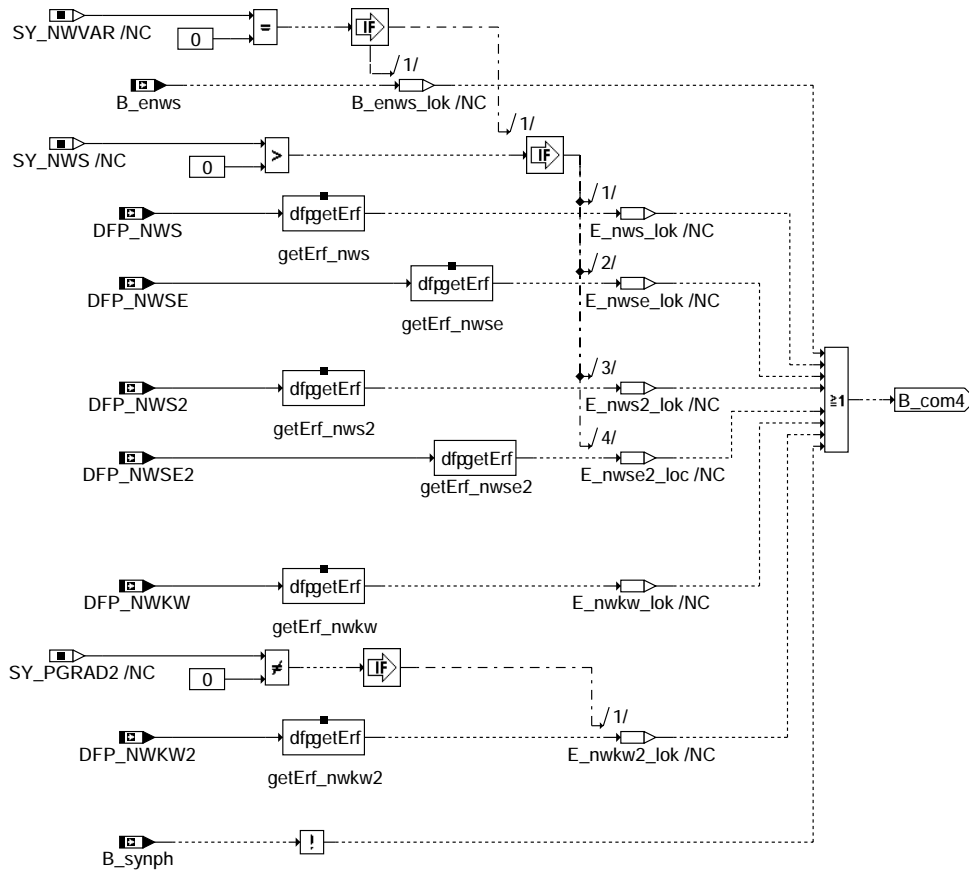 SY_NWVAR /NC
0
=
IF
/1/
B_enws
B_enws_lok /NC
/1/
SY_NWS /NC
0
>
IF
/1/
DFP_NWS
dfpgetErf
getErf_nws
E_nws_lok /NC
/2/
DFP_NWSE
dfpgetErf
getErf_nwse
E_nwse_lok /NC
/3/
DFP_NWS2
dfpgetErf
getErf_nws2
E_nws2_lok /NC
≧1
B_com4
/4/
DFP_NWSE2
dfpgetErf
getErf_nwse2
E_nwse2_loc /NC
DFP_NWKW
dfpgetErf
getErf_nwkw
E_nwkw_lok /NC
SY_PGRAD2 /NC
0
≠
IF
/1/
DFP_NWKW2
dfpgetErf
getErf_nwkw2
E_nwkw2_lok /NC
B_synph
!